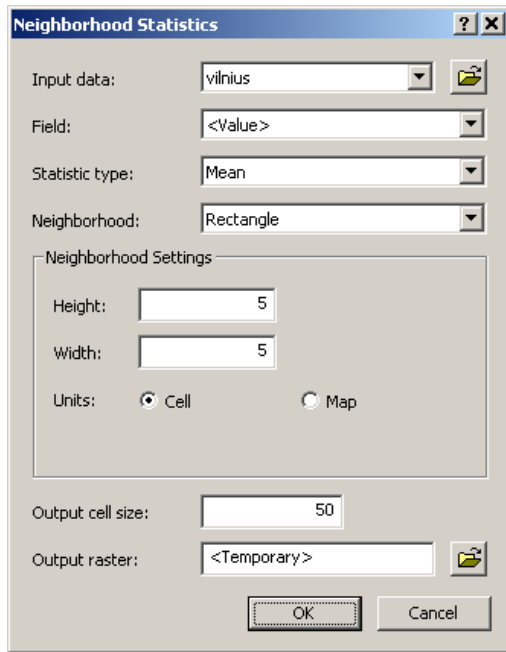 Neighborhood Statistics
Input data: vilnius
Field: <Value>
Statistic type: Mean
Neighborhood: Rectangle
Neighborhood Settings
Height: 5
Width: 5
Units: Cell Map
Output cell size: 50
Output raster: <Temporary>
OK Cancel